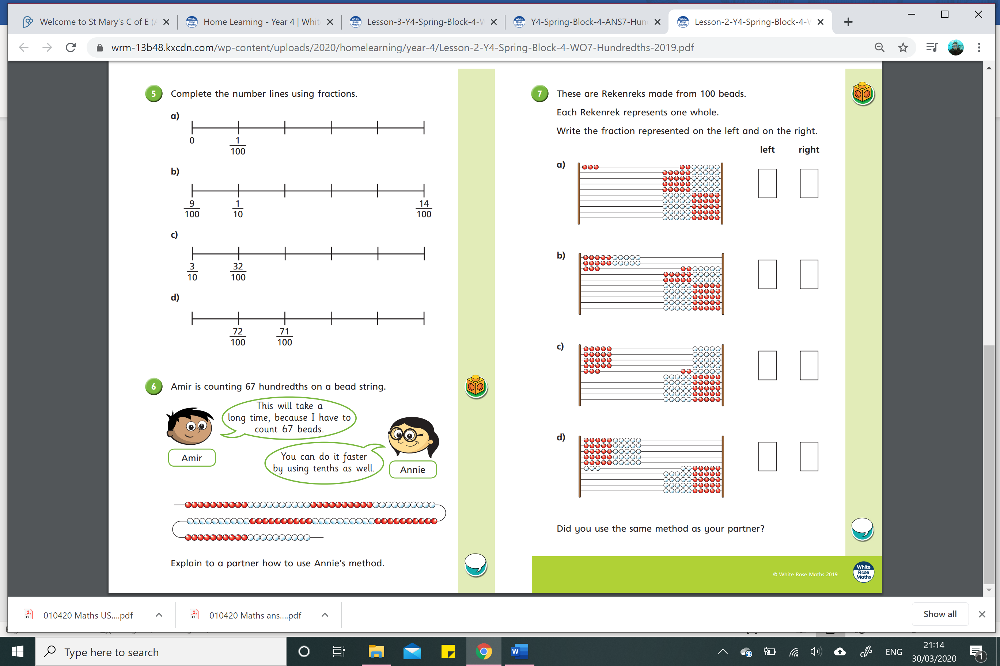 Welcome to St Mary's C of E (A
Home Learning - Year 4 | Whit
Lesson-3-Y4-Spring-Block-4-W
Y4-Spring-Block-4-ANS7-Hun
Lesson-2-Y4-Spring-Block-4-W
wrm-13b48.kxcdn.com/wp-content/uploads/2020/homelearning/year-4/Lesson-2-Y4-Spring-Block-4-WO7-Hundredths-2019.pdf
5 Complete the number lines using fractions.
a)
0 1/100
b)
9/100 1/10 14/100
c)
3/10 32/100
d)
72/100 71/100
6 Amir is counting 67 hundredths on a bead string.
This will take a
long time, because I have to
count 67 beads.
Amir
You can do it faster
by using tenths as well.
Annie
Explain to a partner how to use Annie's method.
7 These are Rekenreks made from 100 beads.
Each Rekenrek represents one whole.
Write the fraction represented on the left and on the right.
left right
a)
b)
c)
d)
Did you use the same method as your partner?
© White Rose Maths 2019
White
Rose
Maths
010420 Maths US....pdf
010420 Maths ans....pdf
Show all
Type here to search
ENG
21:14
30/03/2020
1